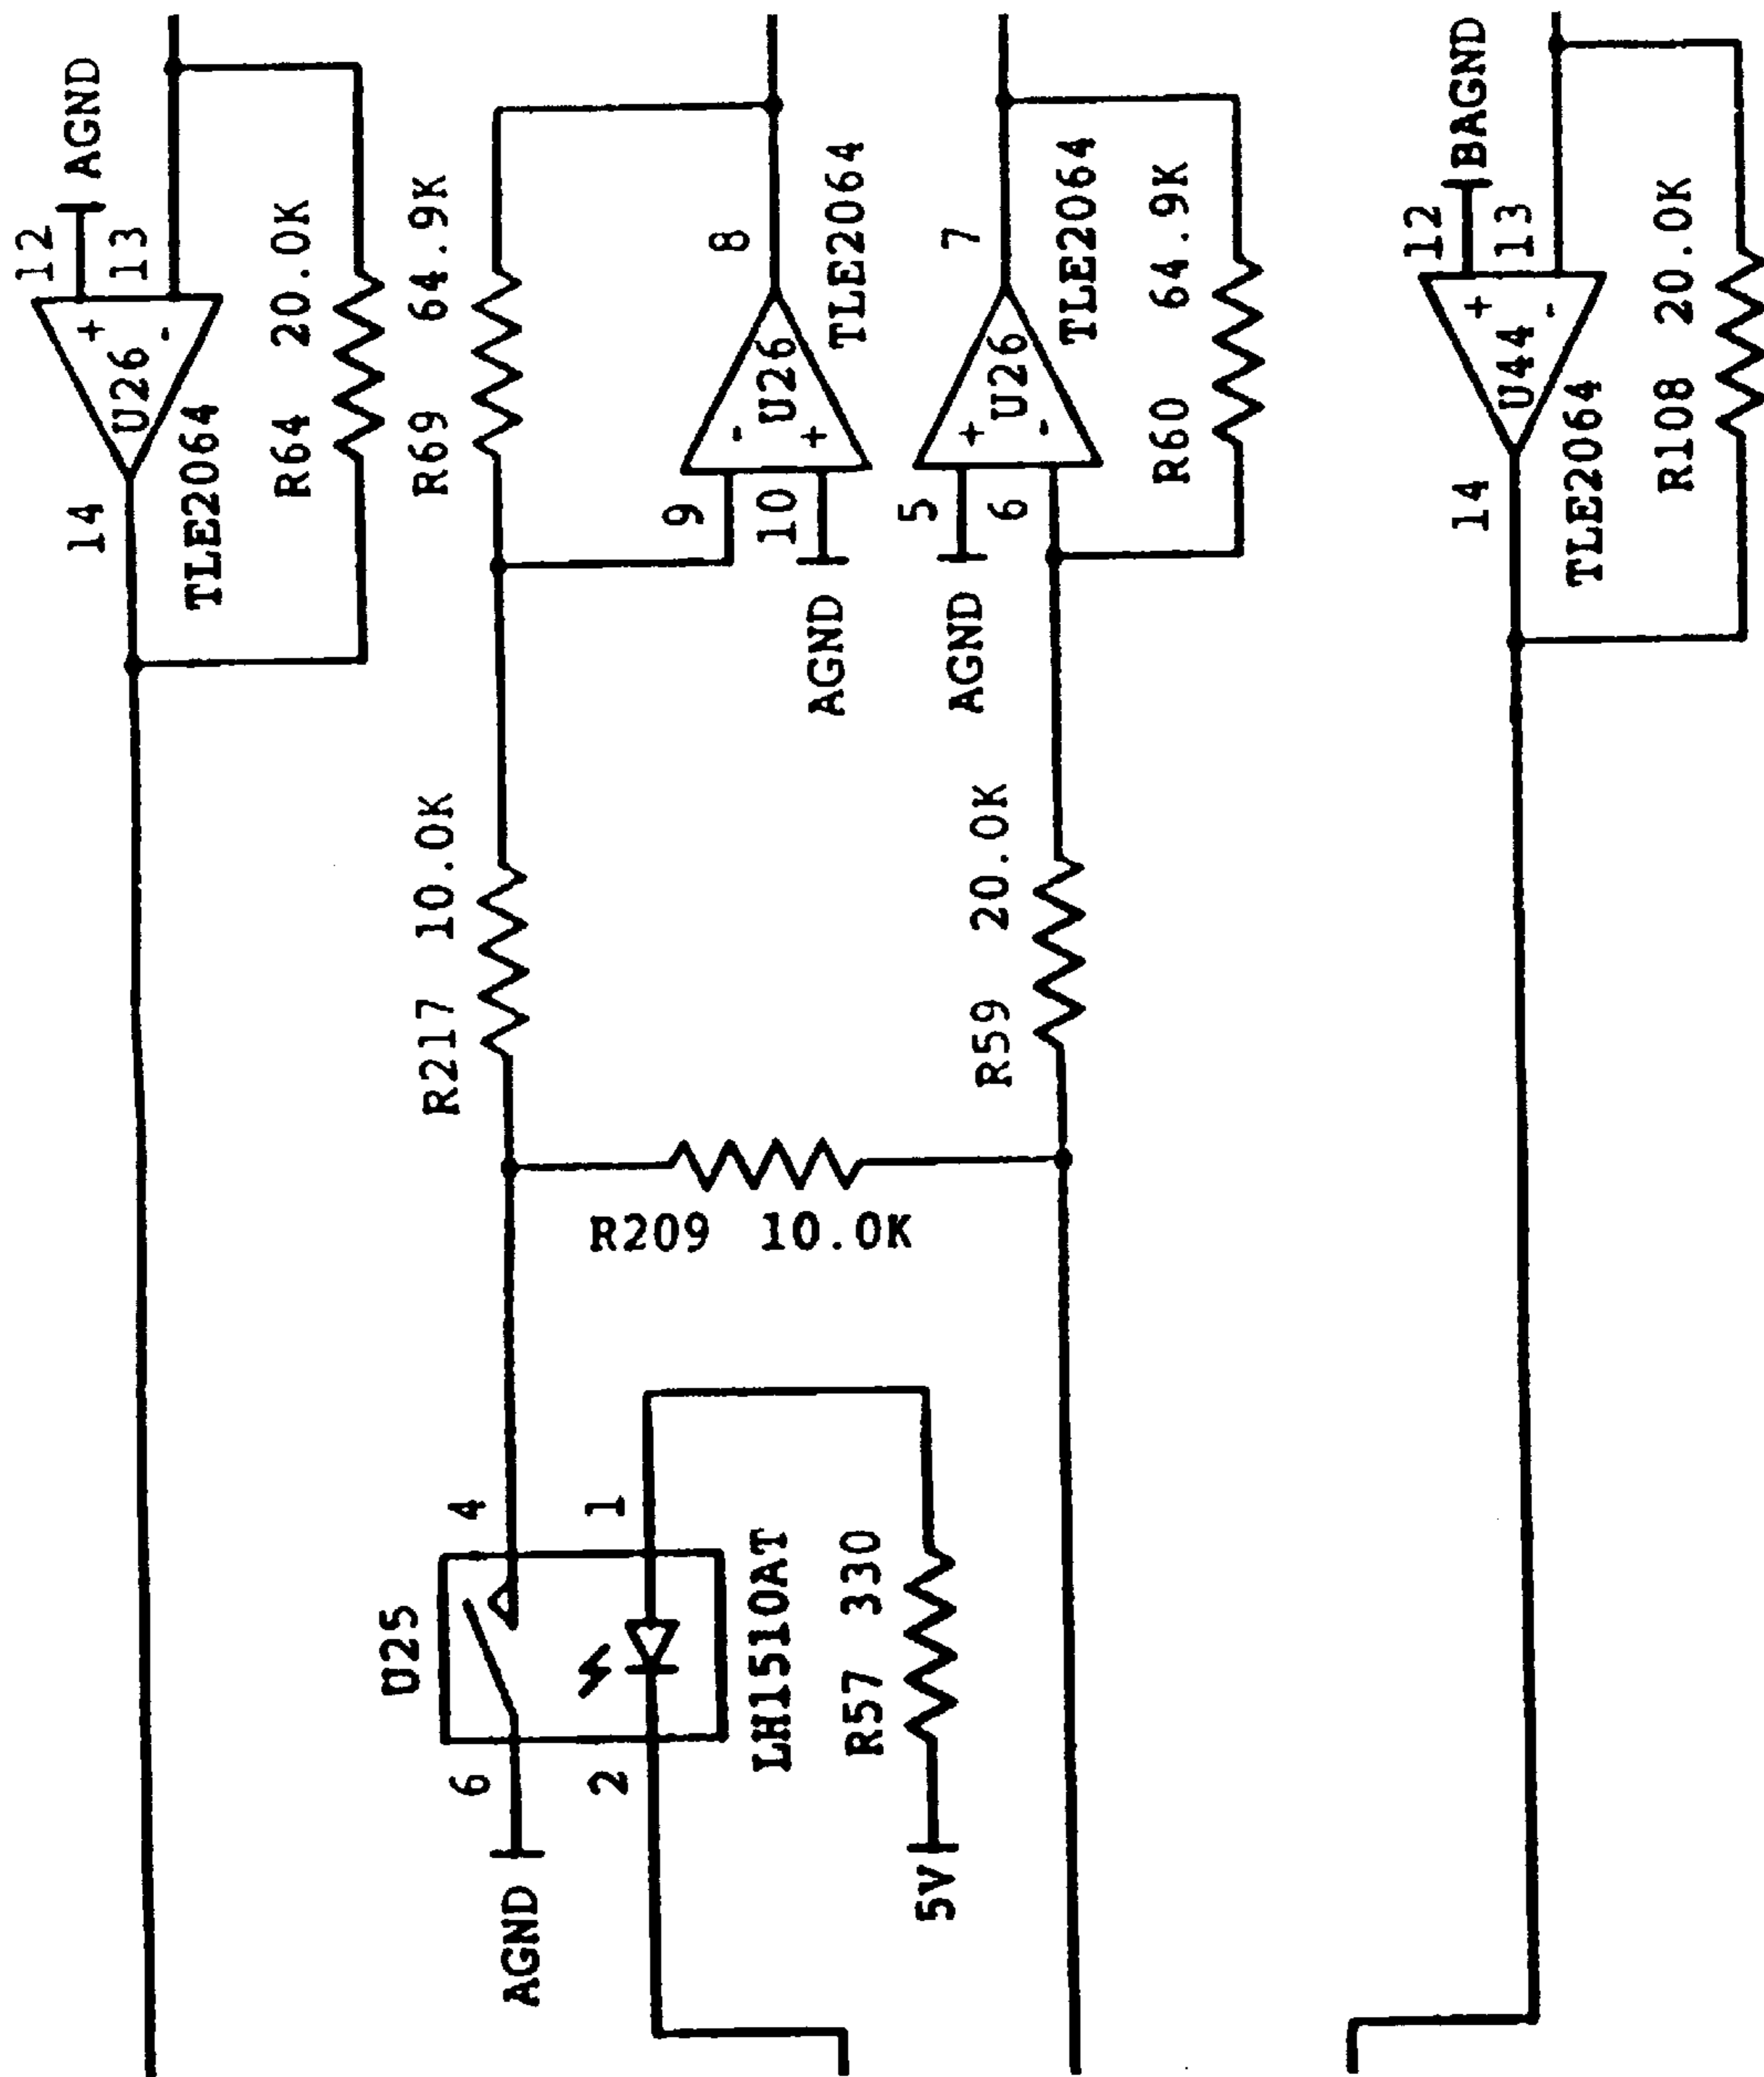 12
AGND
14
13
+
-
U26
TLE2064
R64 20.0K
U25
R217 10.0K
R69 64.9K
6
4
AGND
2
1
R209 10.0K
9
8
-
+
U26
10
LH1510AT
AGND
TLE2064
R57 330
5V
5
7
AGND
R59 20.0K
6
+
-
U26
TLE2064
R60 64.9K
12
BAGND
14
13
+
-
U44
TLE2064
R108 20.0K